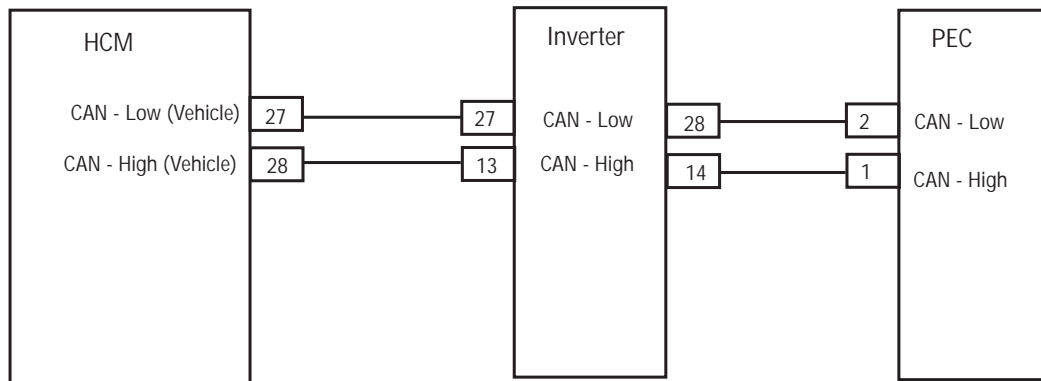 HCM
Inverter
PEC
CAN - Low (Vehicle)
27
27
CAN - Low
28
2
CAN - Low
CAN - High (Vehicle)
28
13
CAN - High
14
1
CAN - High